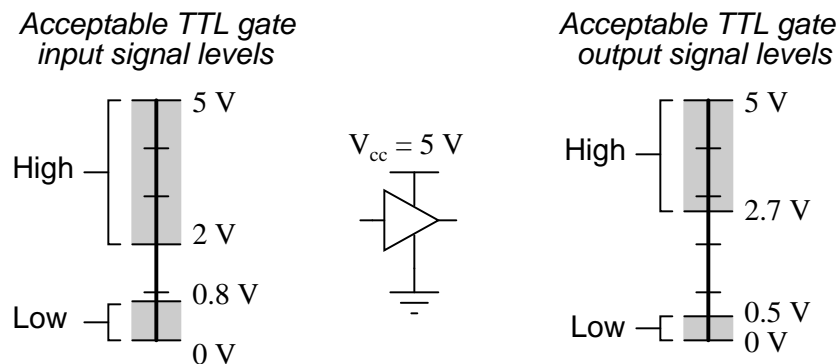 Acceptable TTL gate
input signal levels
High
5 V
2 V
Low
0.8 V
0 V
Vcc = 5 V
Acceptable TTL gate
output signal levels
High
5 V
2.7 V
Low
0.5 V
0 V